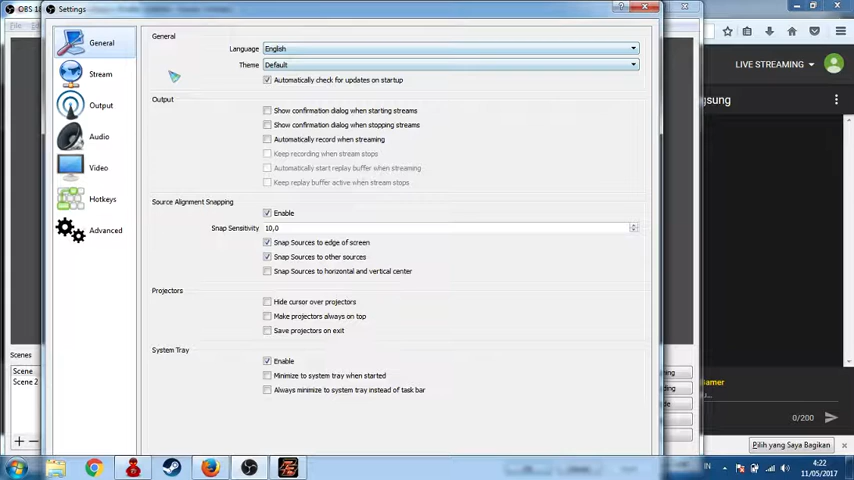 OBS 18
Settings
General
Language English
Theme Default
Automatically check for updates on startup
Output
Show confirmation dialog when starting streams
Show confirmation dialog when stopping streams
Automatically record when streaming
Keep recording when stream stops
Automatically start replay buffer when streaming
Keep replay buffer active when stream stops
Source Alignment Snapping
Enable
Snap Sensitivity 10,0
Snap Sources to edge of screen
Snap Sources to other sources
Snap Sources to horizontal and vertical center
Projectors
Hide cursor over projectors
Make projectors always on top
Save projectors on exit
System Tray
Enable
Minimize to system tray when started
Always minimize to system tray instead of task bar
General
Stream
Output
Audio
Video
Hotkeys
Advanced
File
Scenes
Scene
Scene 2
LIVE STREAMING
gsung
0/200
Pilih yang Saya Bagikan
IN
4:22
11/05/2017